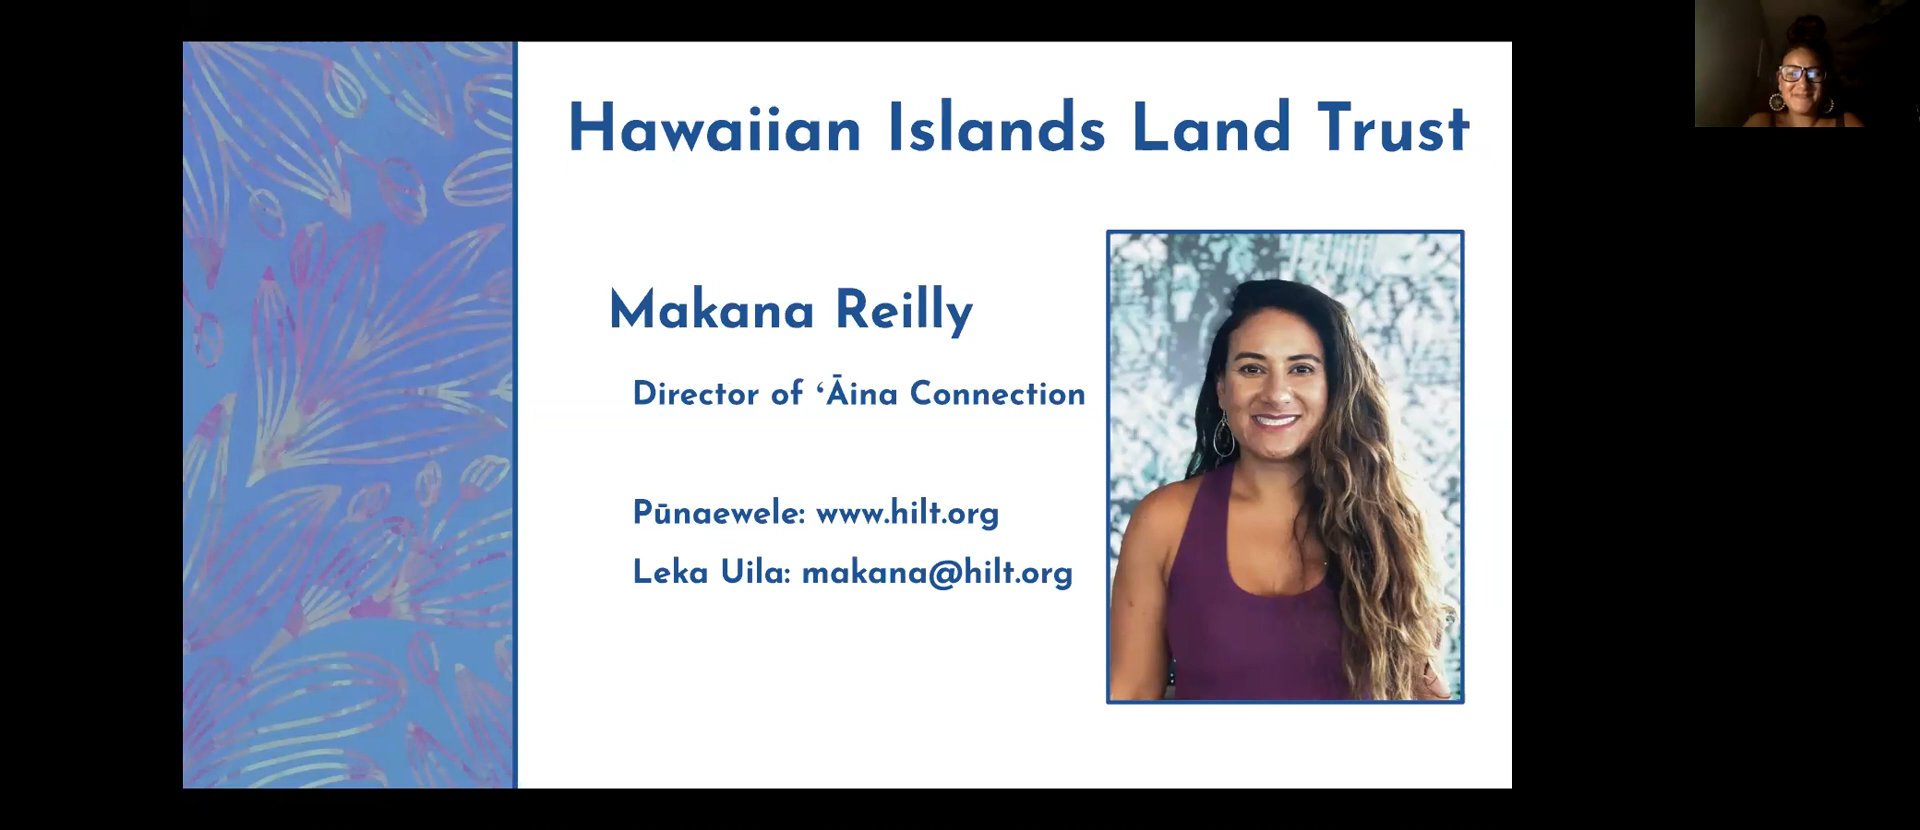 Hawaiian Islands Land Trust
Makana Reilly
Director of ʻĀina Connection
Pūnaewele: www.hilt.org
Leka Uila: makana@hilt.org